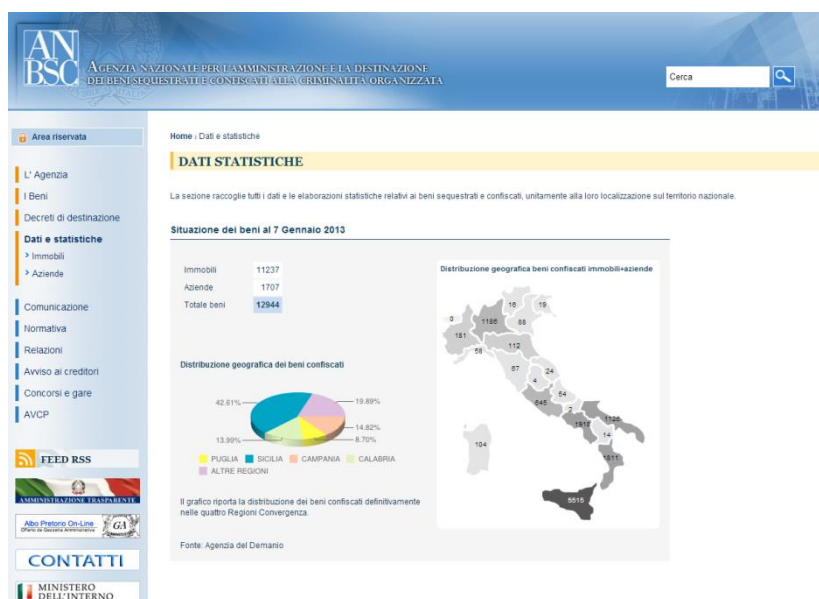 AN
BSC
AGENZIA NAZIONALE PER L'AMMINISTRAZIONE E LA DESTINAZIONE
DEI BENI SEQUESTRATI E CONFISCATI ALLA CRIMINALITÀ ORGANIZZATA
Cerca
Area riservata
L' Agenzia
I Beni
Decreti di destinazione
Dati e statistiche
> Immobili
> Aziende
Comunicazione
Normativa
Relazioni
Avviso ai creditori
Concorsi e gare
AVCP
FEED RSS
AMMINISTRAZIONE TRASPARENTE
Albo Pretorio On-Line
GA
CONTATTI
MINISTERO
DELL'INTERNO
Home › Dati e statistiche
DATI STATISTICHE
La sezione raccoglie tutti i dati e le elaborazioni statistiche relativi ai beni sequestrati e confiscati, unitamente alla loro localizzazione sul territorio nazionale.
Situazione dei beni al 7 Gennaio 2013
Immobili 11237
Aziende 1707
Totale beni 12944
Distribuzione geografica dei beni confiscati
42.61%
19.89%
14.82%
13.99%
8.70%
PUGLIA SICILIA CAMPANIA CALABRIA
ALTRE REGIONI
Il grafico riporta la distribuzione dei beni confiscati definitivamente
nelle quattro Regioni Convergenza.
Fonte: Agenzia del Demanio
Distribuzione geografica beni confiscati immobili+aziende
16
19
0
1186
88
151
112
58
67
24
4
54
645
2
1126
1918
14
104
1811
5515